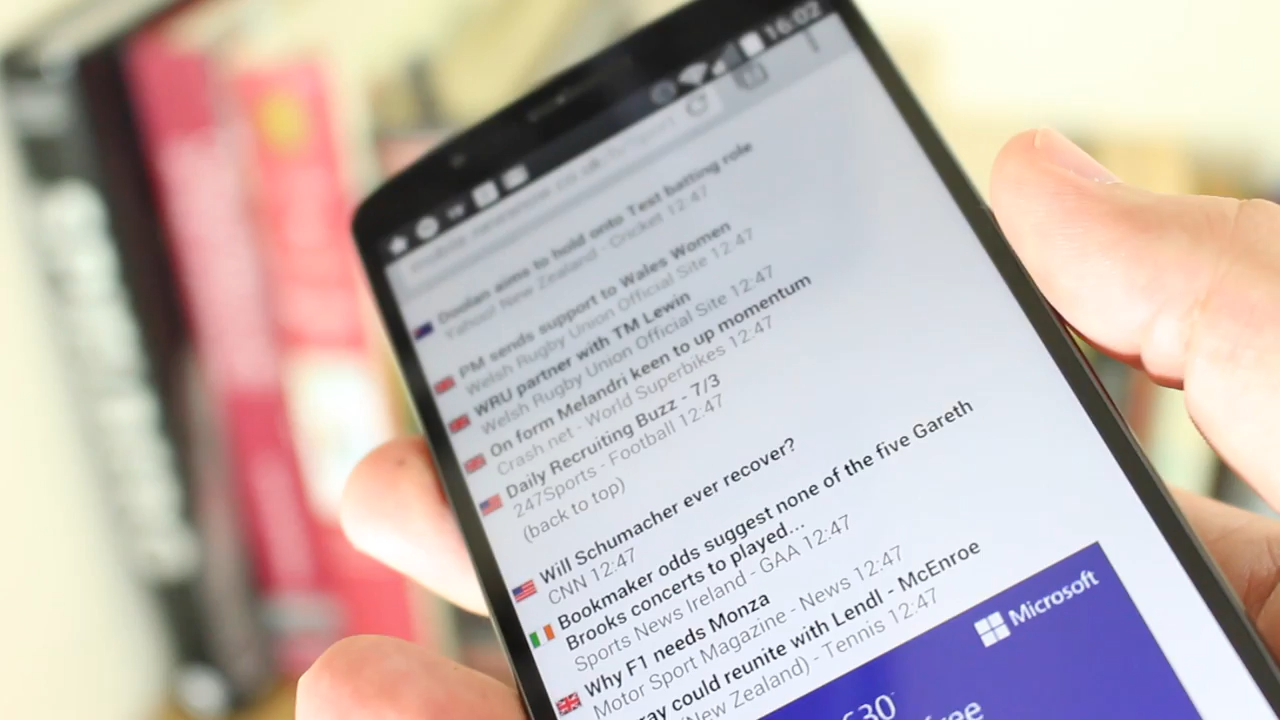 16:02
Doolan aims to hold onto Test batting role
Yahoo! New Zealand - Cricket 12:47
PM sends support to Wales Women
Welsh Rugby Union Official Site 12:47
WRU partner with TM Lewin
Welsh Rugby Union Official Site 12:47
On form Melandri keen to up momentum
Crash.net - World Superbikes 12:47
Daily Recruiting Buzz - 7/3
247Sports - Football 12:47
(back to top)
Will Schumacher ever recover?
CNN 12:47
Bookmaker odds suggest none of the five Gareth
Brooks concerts to played...
Sports News Ireland - GAA 12:47
Why F1 needs Monza
Motor Sport Magazine - News 12:47
ray could reunite with Lendl - McEnroe
(New Zealand) - Tennis 12:47
Microsoft
£30
free